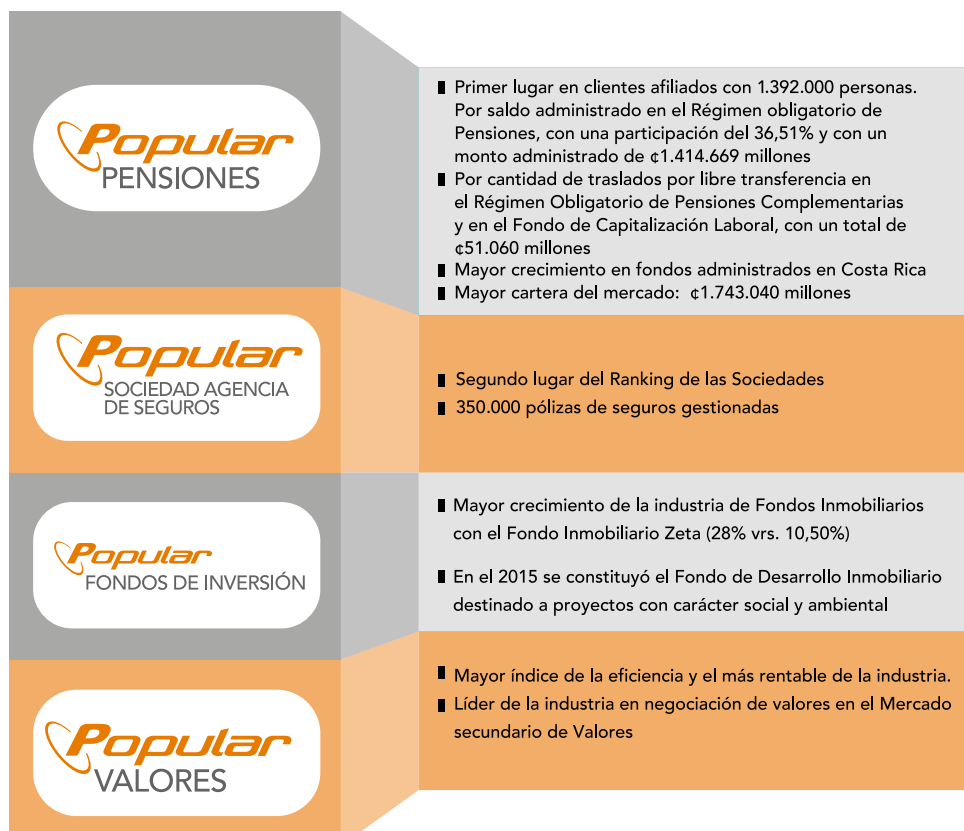 Popular
PENSIONES
▪ Primer lugar en clientes afiliados con 1.392.000 personas.
Por saldo administrado en el Régimen obligatorio de
Pensiones, con una participación del 36,51% y con un
monto administrado de ¢1.414.669 millones
▪ Por cantidad de traslados por libre transferencia en
el Régimen Obligatorio de Pensiones Complementarias
y en el Fondo de Capitalización Laboral, con un total de
¢51.060 millones
▪ Mayor crecimiento en fondos administrados en Costa Rica
▪ Mayor cartera del mercado: ¢1.743.040 millones
Popular
SOCIEDAD AGENCIA
DE SEGUROS
▪ Segundo lugar del Ranking de las Sociedades
▪ 350.000 pólizas de seguros gestionadas
Popular
FONDOS DE INVERSIÓN
▪ Mayor crecimiento de la industria de Fondos Inmobiliarios
con el Fondo Inmobiliario Zeta (28% vrs. 10,50%)
▪ En el 2015 se constituyó el Fondo de Desarrollo Inmobiliario
destinado a proyectos con carácter social y ambiental
Popular
VALORES
▪ Mayor índice de la eficiencia y el más rentable de la industria.
▪ Líder de la industria en negociación de valores en el Mercado
secundario de Valores